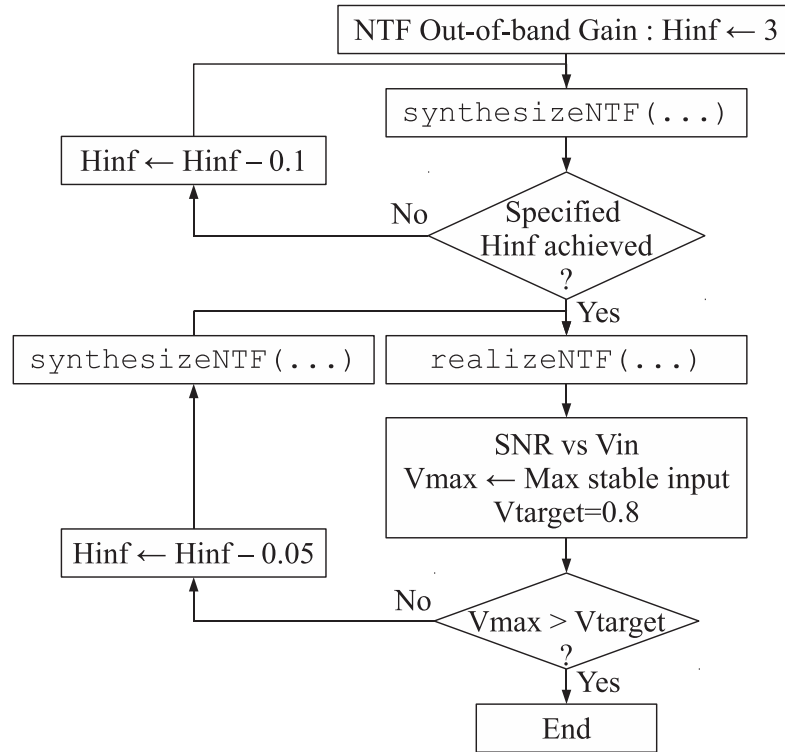 NTF Out-of-band Gain : Hinf ← 3
synthesizeNTF(...)
Hinf ← Hinf – 0.1
No
Specified
Hinf achieved
?
Yes
synthesizeNTF(...)
realizeNTF(...)
SNR vs Vin
Vmax ← Max stable input
Vtarget=0.8
Hinf ← Hinf – 0.05
No
Vmax > Vtarget
?
Yes
End